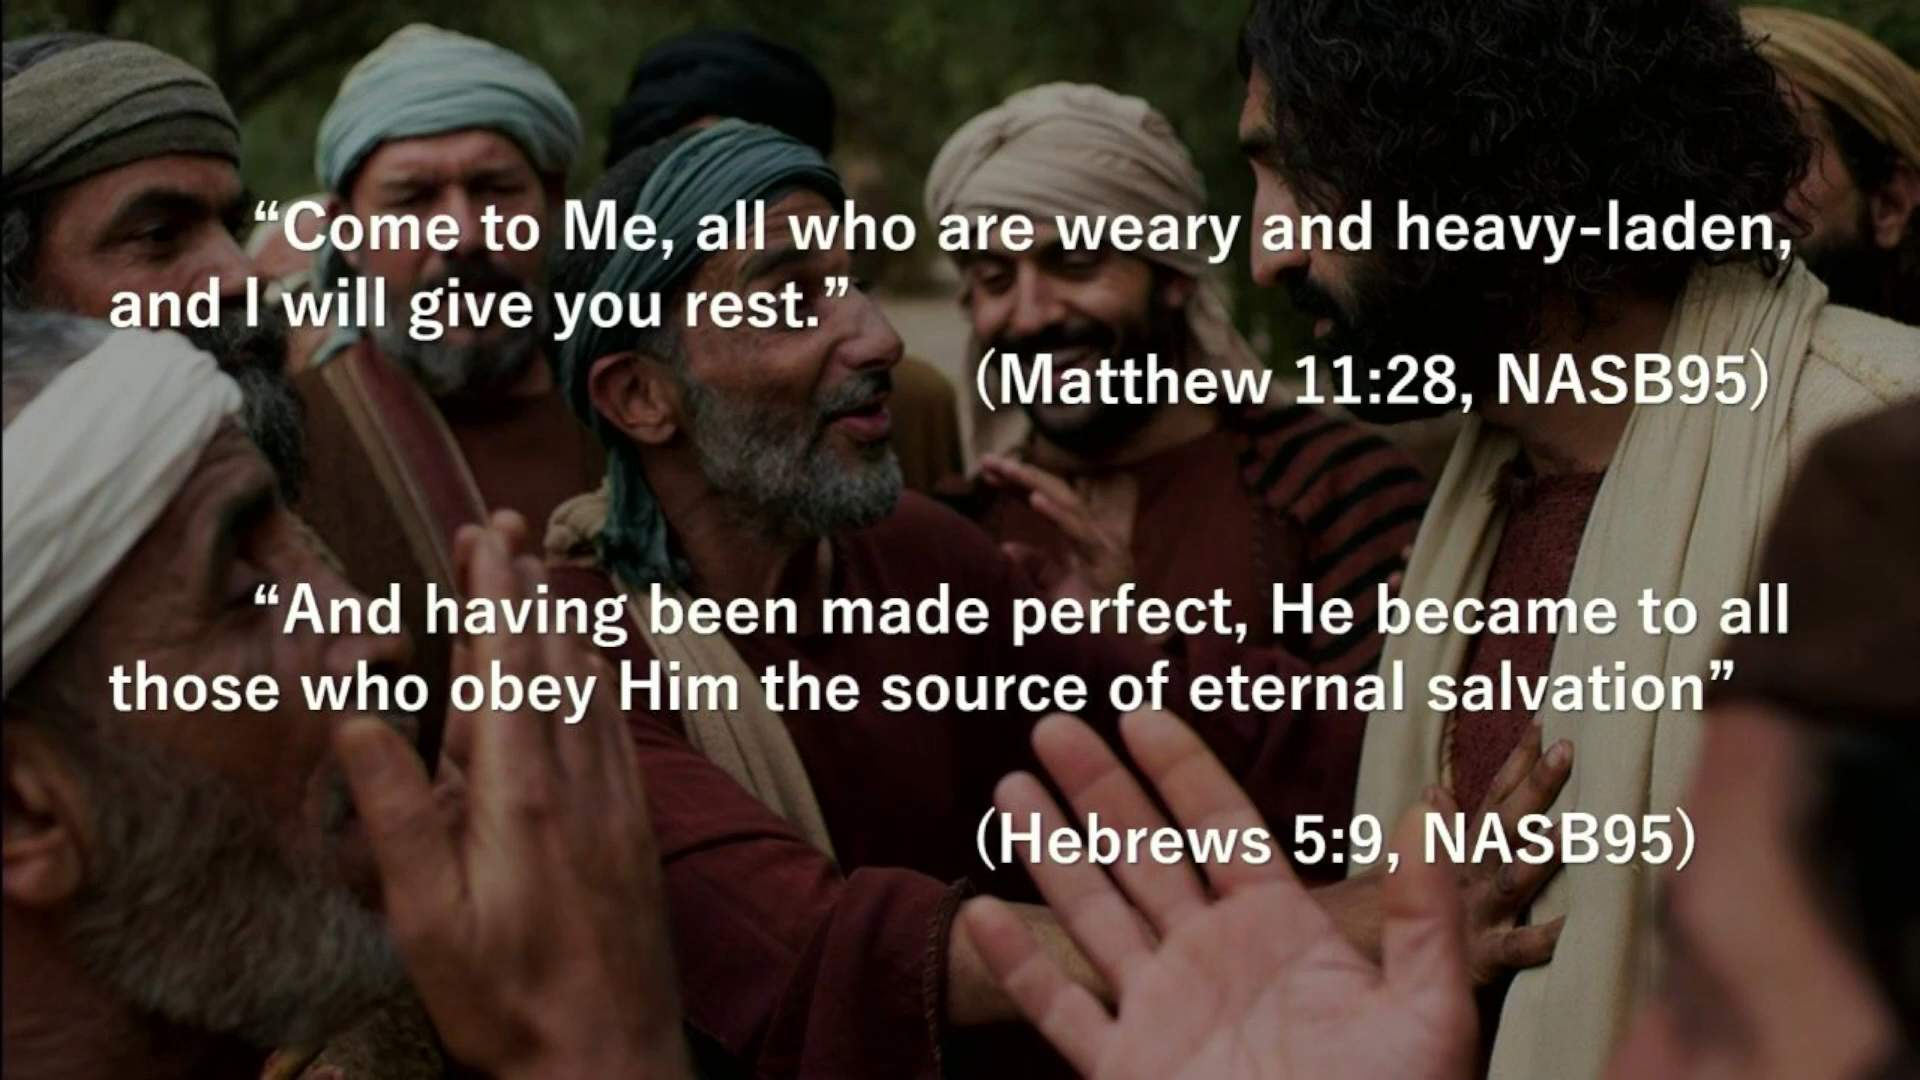 “Come to Me, all who are weary and heavy-laden,
and I will give you rest.”
(Matthew 11:28, NASB95)
“And having been made perfect, He became to all
those who obey Him the source of eternal salvation”
(Hebrews 5:9, NASB95)